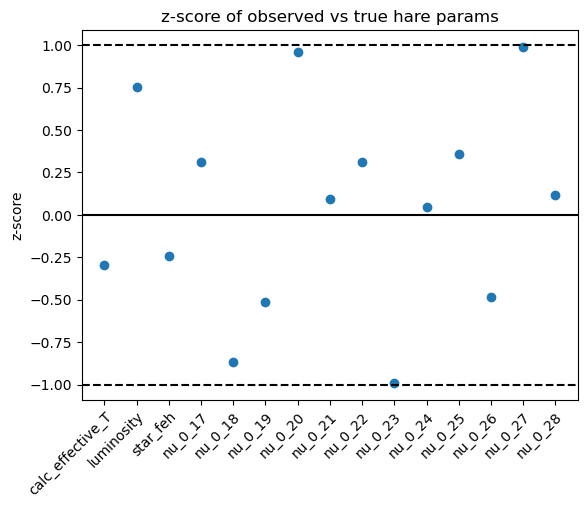 z-score of observed vs true hare params
1.00
0.75
0.50
0.25
0.00
−0.25
−0.50
−0.75
−1.00
z-score
calc_effective_T
luminosity
star_feh
nu_0_17
nu_0_18
nu_0_19
nu_0_20
nu_0_21
nu_0_22
nu_0_23
nu_0_24
nu_0_25
nu_0_26
nu_0_27
nu_0_28